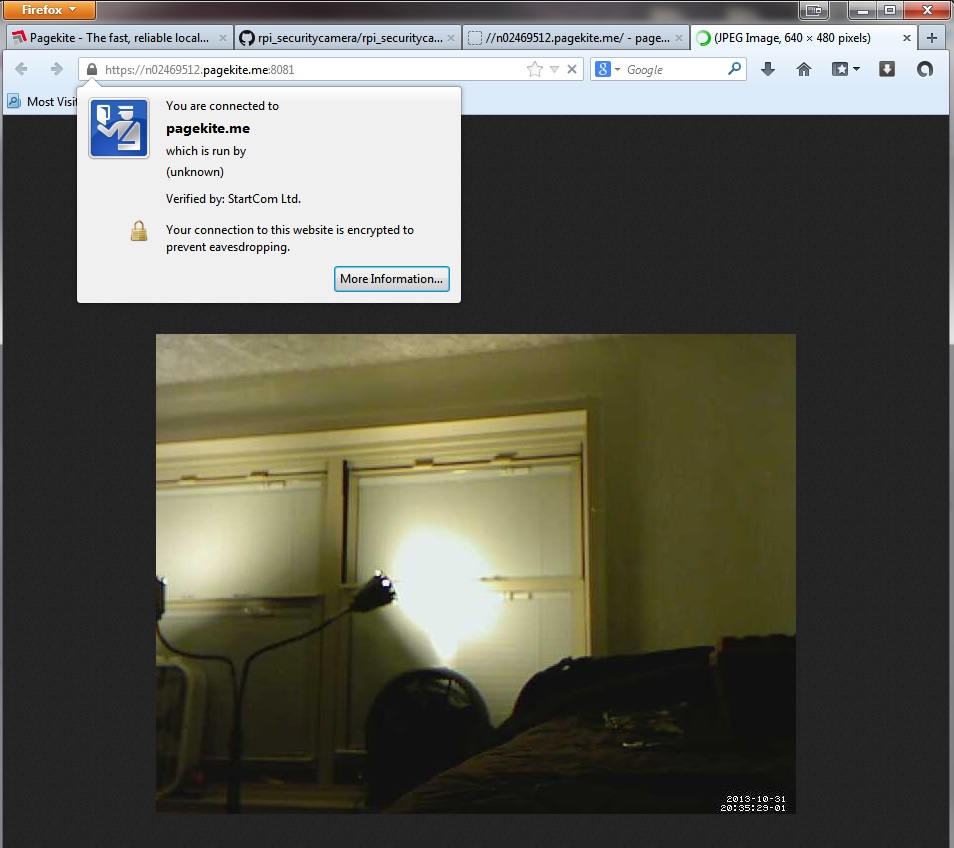 Firefox
Pagekite - The fast, reliable local...
rpi_securitycamera/rpi_securityca...
//n02469512.pagekite.me/ - page...
(JPEG Image, 640 × 480 pixels)
https://n02469512.pagekite.me:8081
Google
Most Visit
You are connected to
pagekite.me
which is run by
(unknown)
Verified by: StartCom Ltd.
Your connection to this website is encrypted to
prevent eavesdropping.
More Information...
2013-10-31
20:35:29-01